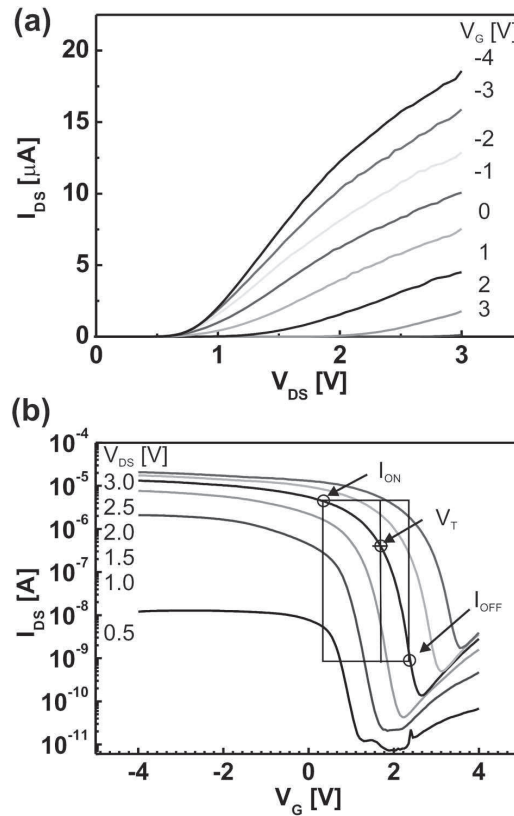 (a)
V_G [V]
-4
-3
-2
-1
0
1
2
3
20
15
10
5
0
I_DS [μA]
0 1 2 3
V_DS [V]
(b)
10^-4
10^-5
10^-6
10^-7
10^-8
10^-9
10^-10
10^-11
I_DS [A]
V_DS [V]
3.0
2.5
2.0
1.5
1.0
0.5
I_ON
V_T
I_OFF
-4 -2 0 2 4
V_G [V]